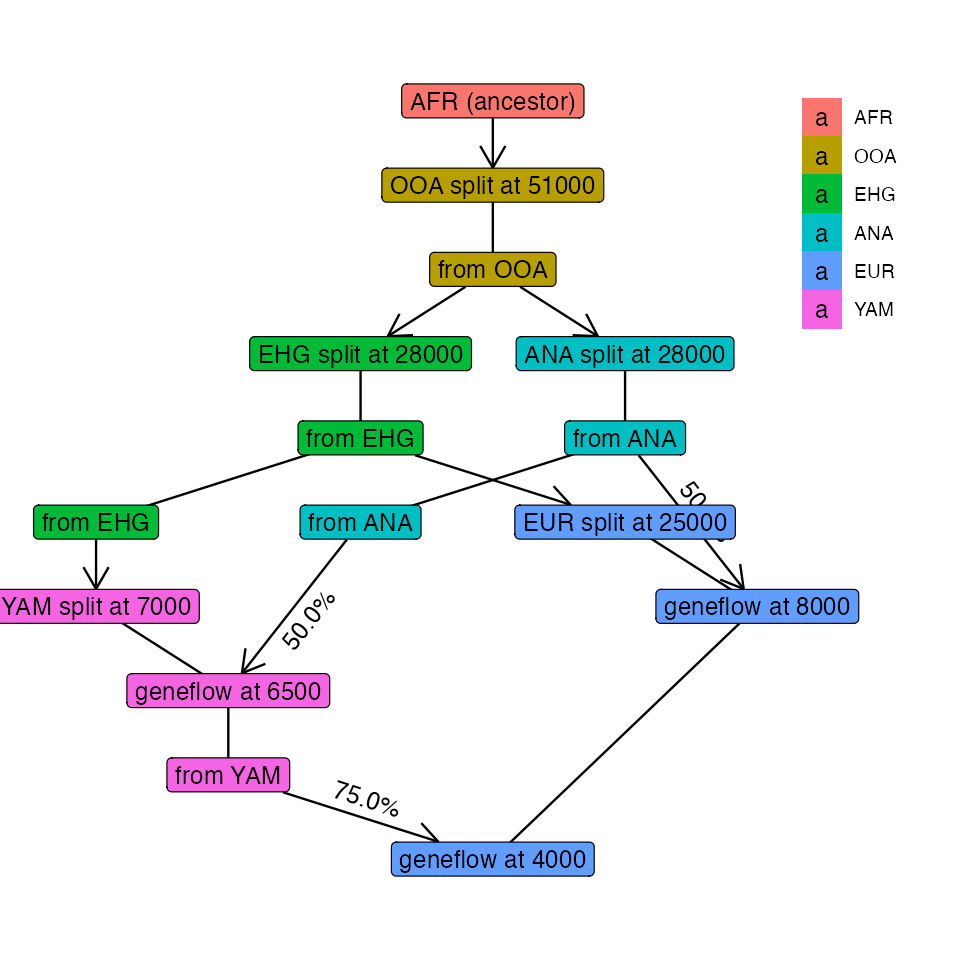 AFR (ancestor)
a AFR
OOA split at 51000
a OOA
a EHG
a ANA
from OOA
a EUR
a YAM
EHG split at 28000
ANA split at 28000
from EHG
from ANA
50
from EHG
from ANA
EUR split at 25000
YAM split at 7000
50.0%
geneflow at 8000
geneflow at 6500
from YAM
75.0%
geneflow at 4000